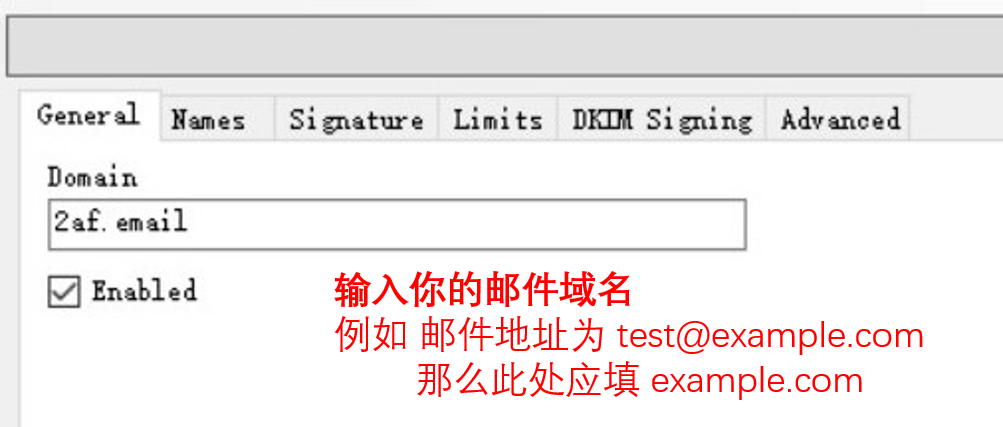 General Names Signature Limits DKIM Signing Advanced
Domain
2af.email
Enabled
输入你的邮件域名
例如 邮件地址为 test@example.com
那么此处应填 example.com